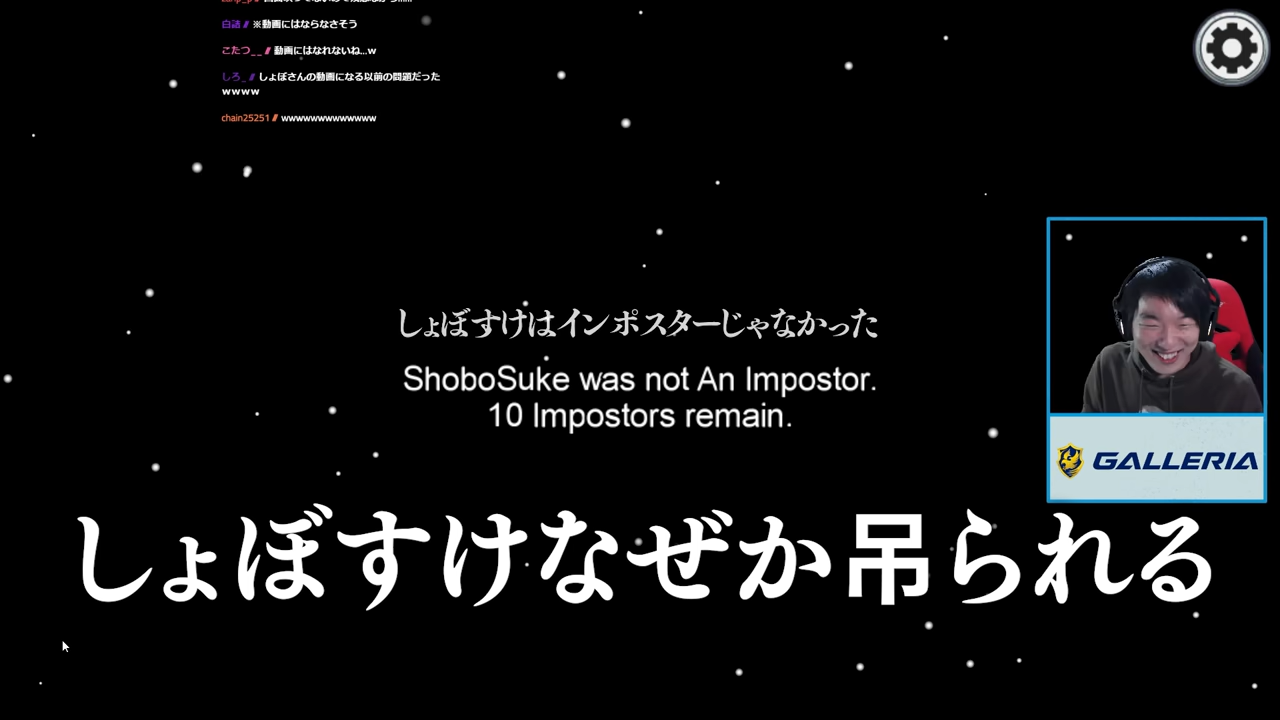 白詰 // ※動画にはならなさそう
こたつ__ // 動画にはなれないね...w
しろ_ // しょぼさんの動画になる以前の問題だった
wwww
chain25251 // wwwwwwwwwwwww
しょぼすけはインポスターじゃなかった
ShoboSuke was not An Impostor.
10 Impostors remain.
GALLERIA
しょぼすけなぜか吊られる